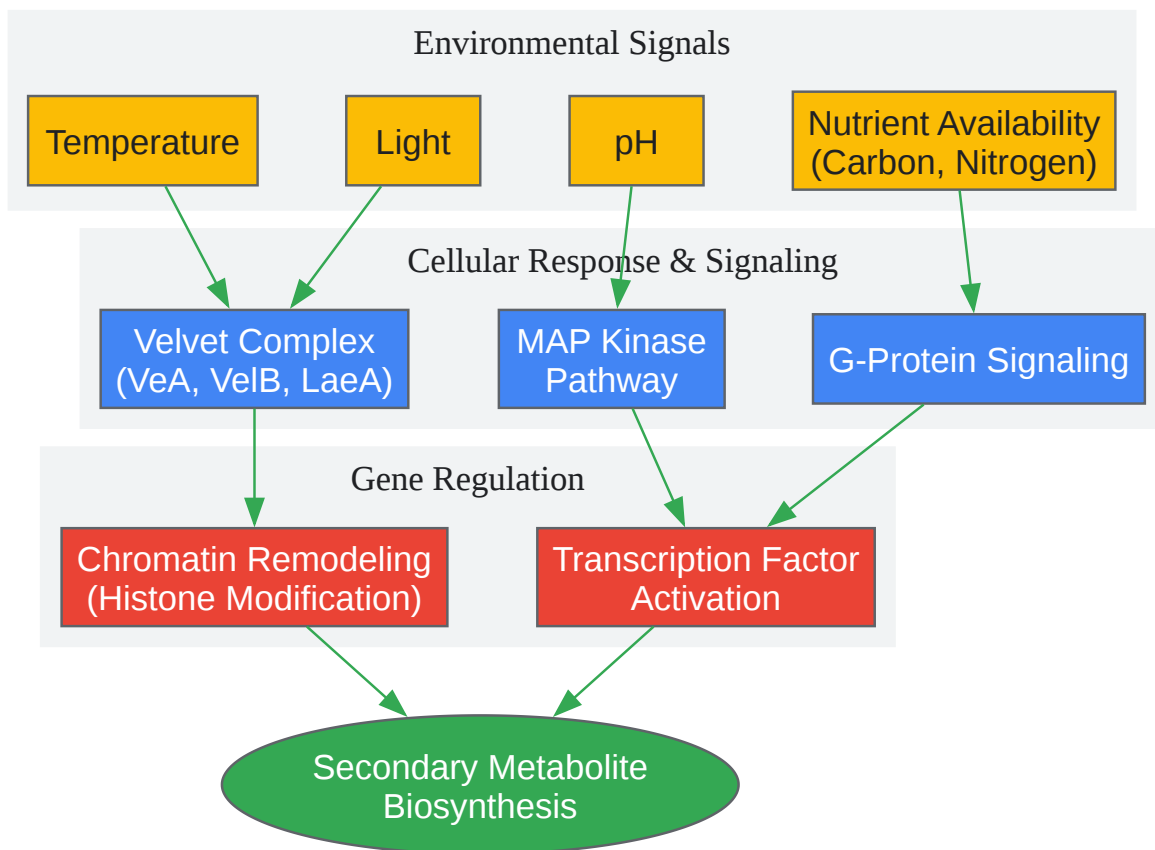 Environmental Signals
Temperature
Light
pH
Nutrient Availability
(Carbon, Nitrogen)
Cellular Response & Signaling
Velvet Complex
(VeA, VelB, LaeA)
MAP Kinase
Pathway
G-Protein Signaling
Gene Regulation
Chromatin Remodeling
(Histone Modification)
Transcription Factor
Activation
Secondary Metabolite
Biosynthesis